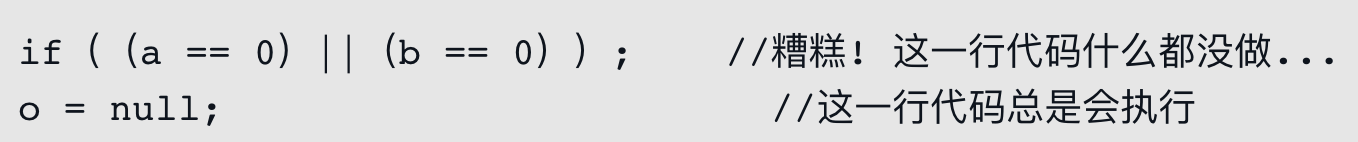 if ( (a == 0) || (b == 0) ) ; //糟糕! 这一行代码什么都没做...
o = null; //这一行代码总是会执行